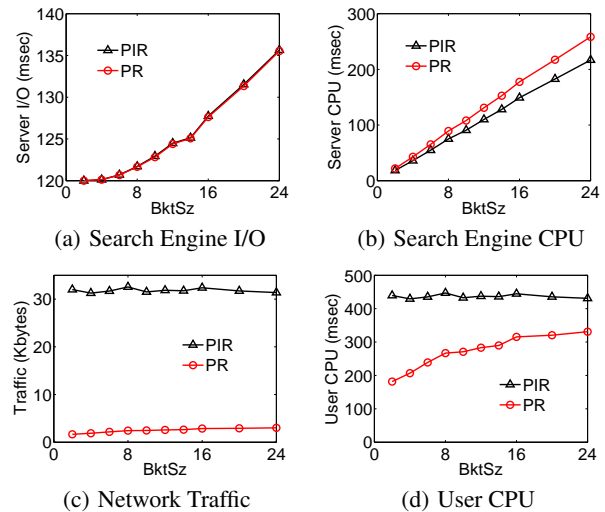 PIR
PR
Server I/O (msec)
140
135
130
125
120
0
8
16
24
BktSz
(a) Search Engine I/O
PIR
PR
Server CPU (msec)
300
200
100
0
0
8
16
24
BktSz
(b) Search Engine CPU
PIR
PR
Traffic (Kbytes)
30
20
10
0
0
8
16
24
BktSz
(c) Network Traffic
PIR
PR
User CPU (msec)
500
400
300
200
100
0
0
8
16
24
BktSz
(d) User CPU